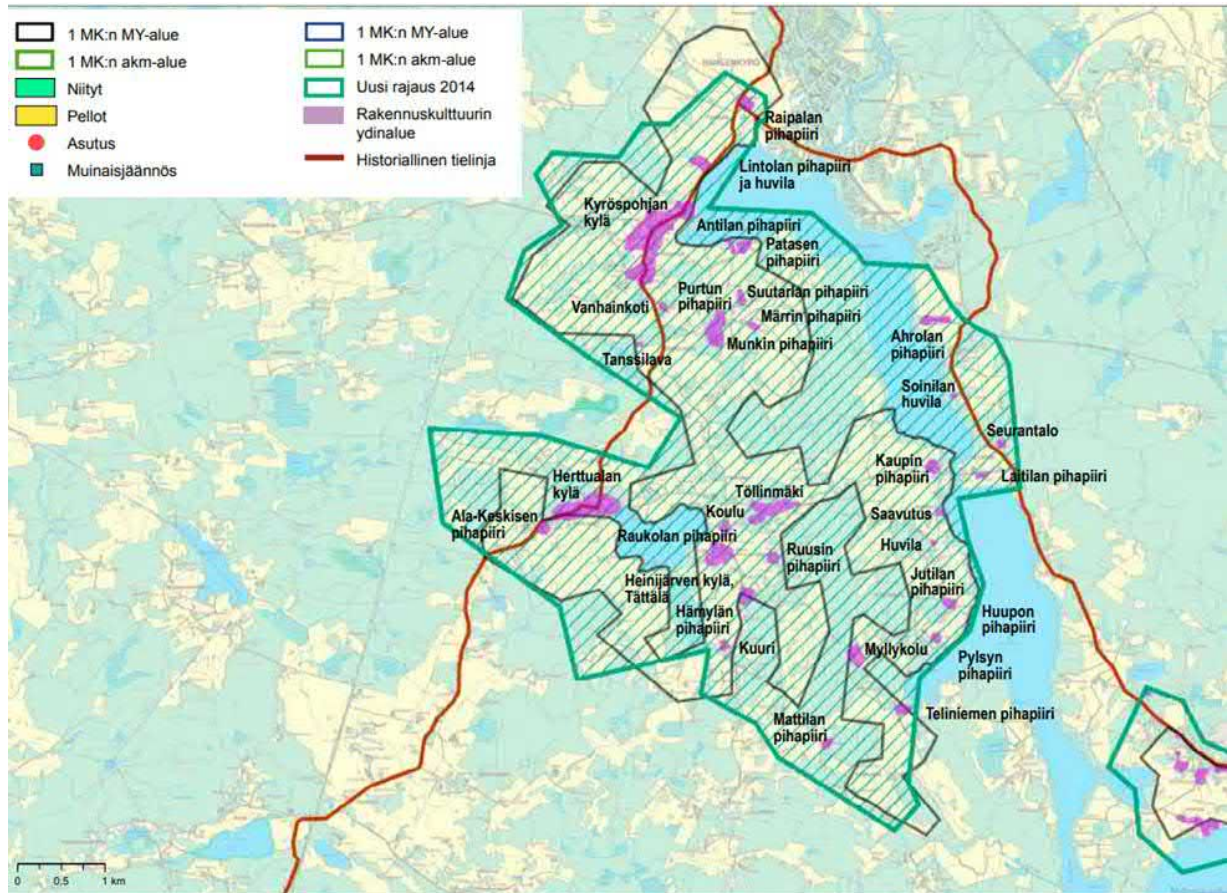 1 MK:n MY-alue
1 MK:n akm-alue
Niityt
Pellot
Asutus
Muinaisjäännös
1 MK:n MY-alue
1 MK:n akm-alue
Uusi rajaus 2014
Rakennuskulttuurin
ydinalue
Historiallinen tielinja
HÄMEENKYRÖ
Raipalan
pihapiiri
Lintolan pihapiiri
ja huvila
Kyröspohjan
kylä
Antilan pihapiiri
Patasen
pihapiiri
Purtun
pihapiiri
Suutarlan pihapiiri
Vanhainkoti
Märrin pihapiiri
Munkin pihapiiri
Ahrolan
pihapiiri
Tanssilava
Soinilan
huvila
Seurantalo
Kaupin
pihapiiri
Laitilan pihapiiri
Herttualan
kylä
Töllinmäki
Koulu
Saavutus
Ala-Keskisen
pihapiiri
Raukolan pihapiiri
Ruusin
pihapiiri
Huvila
Heinijärven kylä,
Tättälä
Jutilan
pihapiiri
Hämylän
pihapiiri
Huupon
pihapiiri
Kuuri
Myllykolu
Pylsyn
pihapiiri
Mattilan
pihapiiri
Teliniemen pihapiiri
0 0.5 1 km